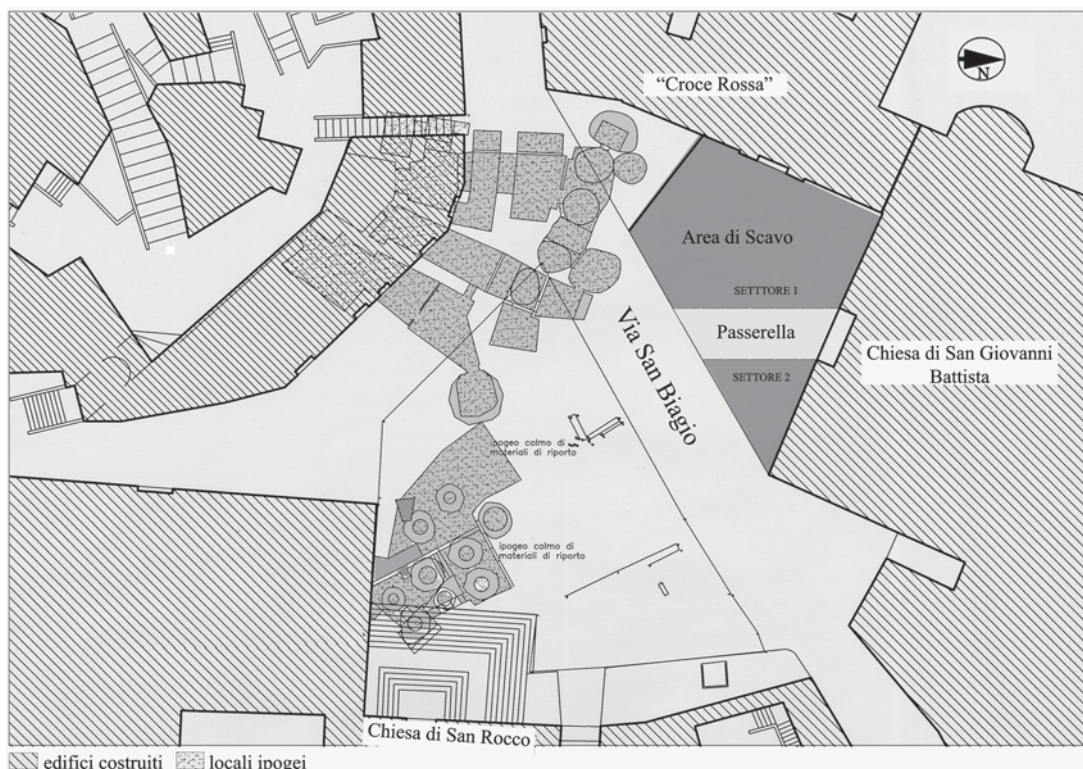 “Croce Rossa”
N
Area di Scavo
SETTTORE 1
Passerella
SETTORE 2
Chiesa di San Giovanni
Battista
Via San Biagio
ipogeo colmo di
materiali di riporto
ipogeo colmo di
materiali di riporto
Chiesa di San Rocco
edifici costruiti
locali ipogei